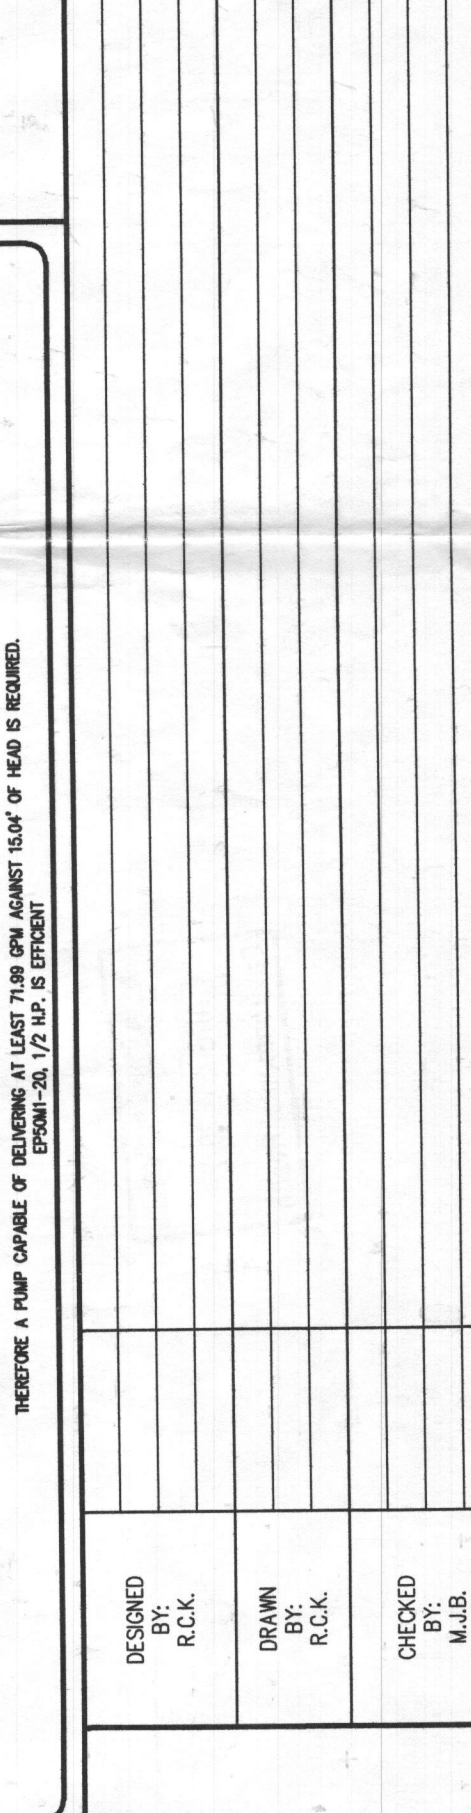 THEREFORE A PUMP CAPABLE OF DELIVERING AT LEAST 71.99 GPM AGAINST 15.04' OF HEAD IS REQUIRED.
EP50M1-20, 1/2 H.P. IS EFFICIENT
DESIGNED
BY:
R.C.K.
DRAWN
BY:
R.C.K.
CHECKED
BY:
M.J.B.